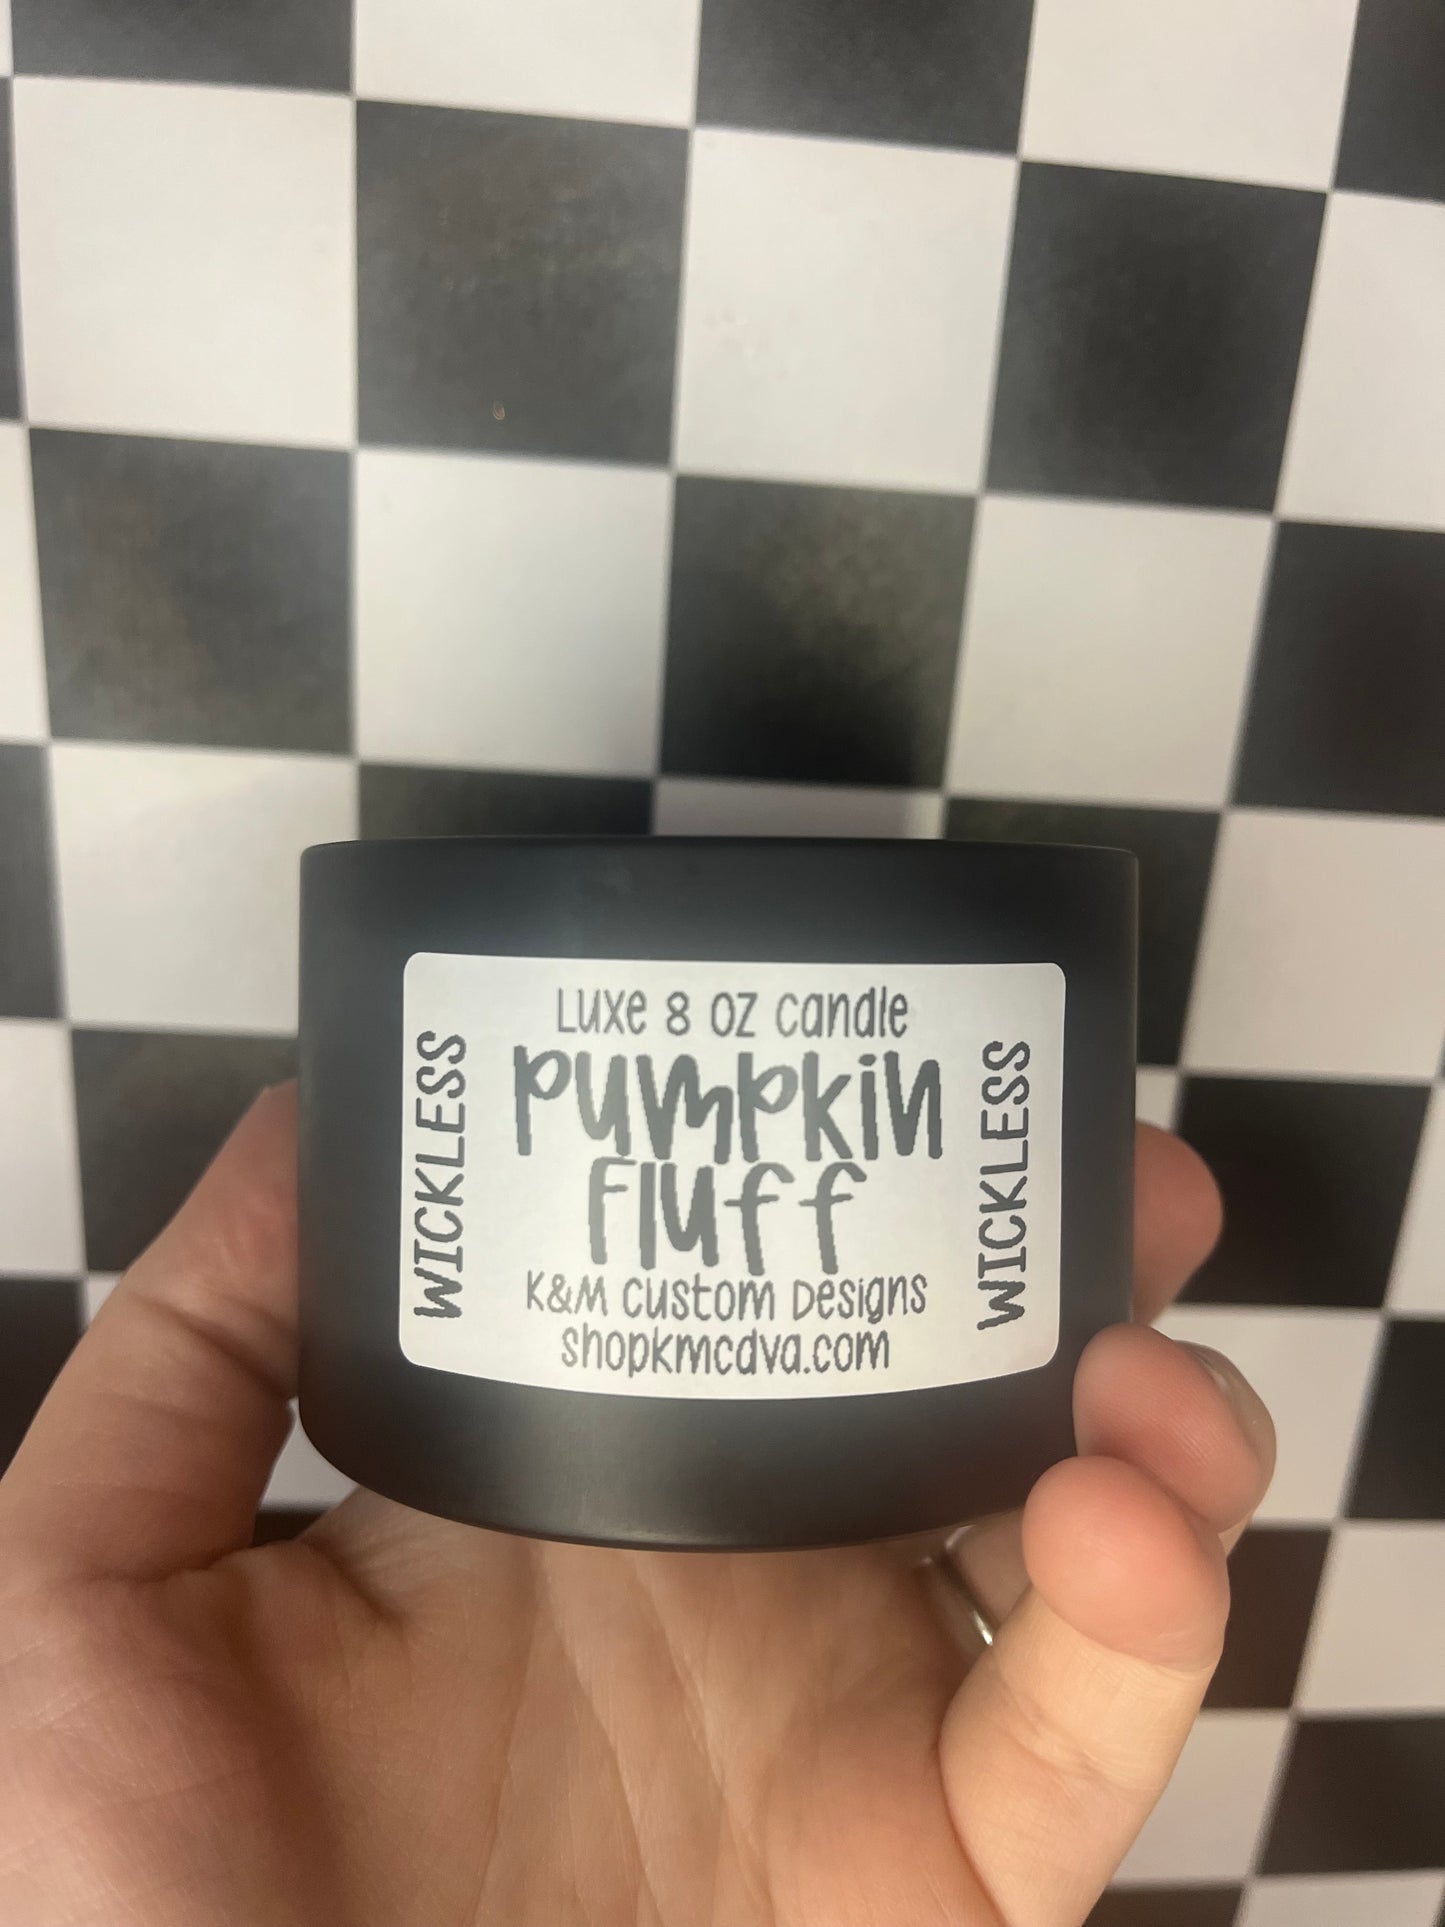 WICKLESS
Luxe 8 oz candle
pumpkin
Fluff
K&M Custom Designs
shopkmcdva.com
WICKLESS